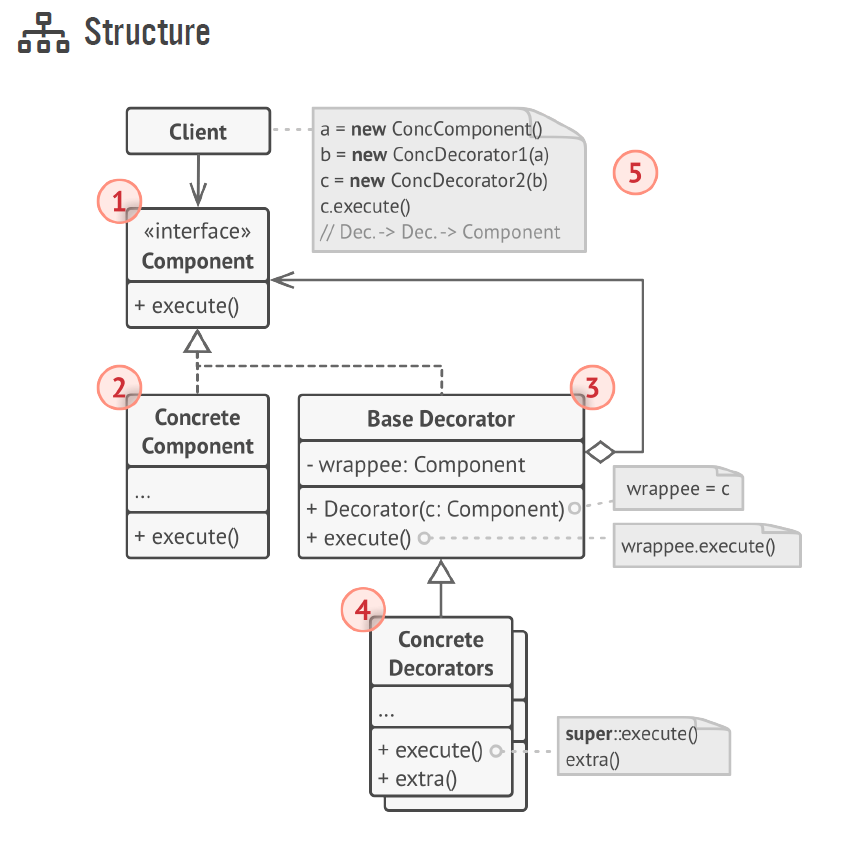 Structure
Client
a = new ConcComponent()
b = new ConcDecorator1(a)
c = new ConcDecorator2(b)
c.execute()
// Dec. -> Dec. -> Component
5
1
«interface»
Component
+ execute()
2
Concrete
Component
...
+ execute()
3
Base Decorator
- wrappee: Component
+ Decorator(c: Component)
+ execute()
wrappee = c
wrappee.execute()
4
Concrete
Decorators
...
+ execute()
+ extra()
super::execute()
extra()